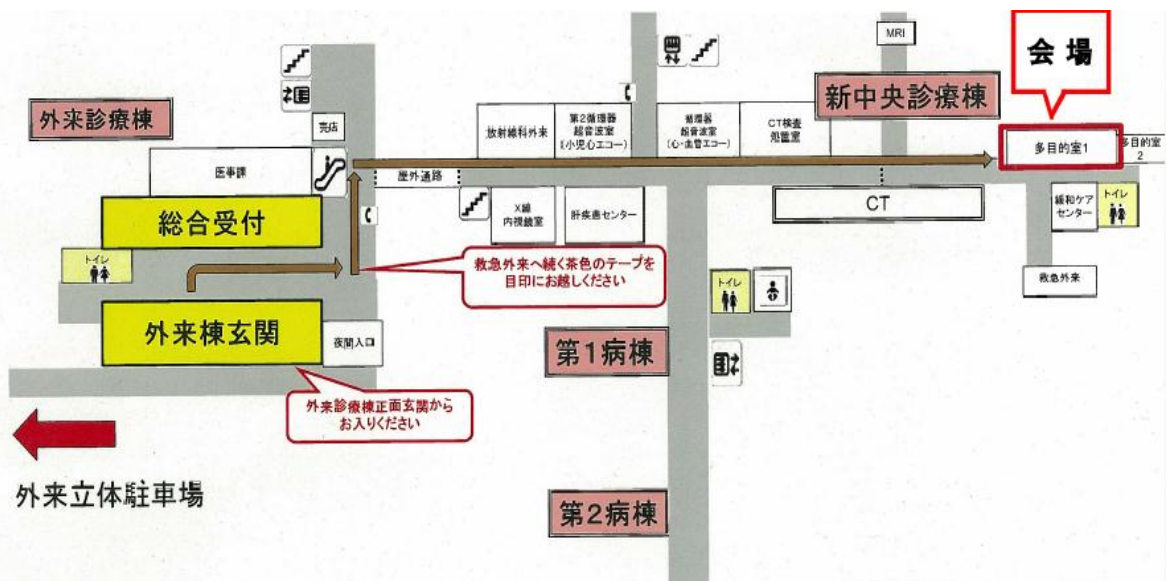 会場
MRI
新中央診療棟
外来診療棟
売店
放射線科外来
第2循環器
超音波室
(小児心エコー)
循環器
超音波室
(心・血管エコー)
CT検査
処置室
多目的室1
多目的室
2
医事課
屋外通路
X線
内視鏡室
肝疾患センター
CT
緩和ケア
センター
トイレ
総合受付
トイレ
救急外来へ続く茶色のテープを
目印にお越しください
救急外来
トイレ
外来棟玄関
夜間入口
第1病棟
外来診療棟正面玄関から
お入りください
外来立体駐車場
第2病棟